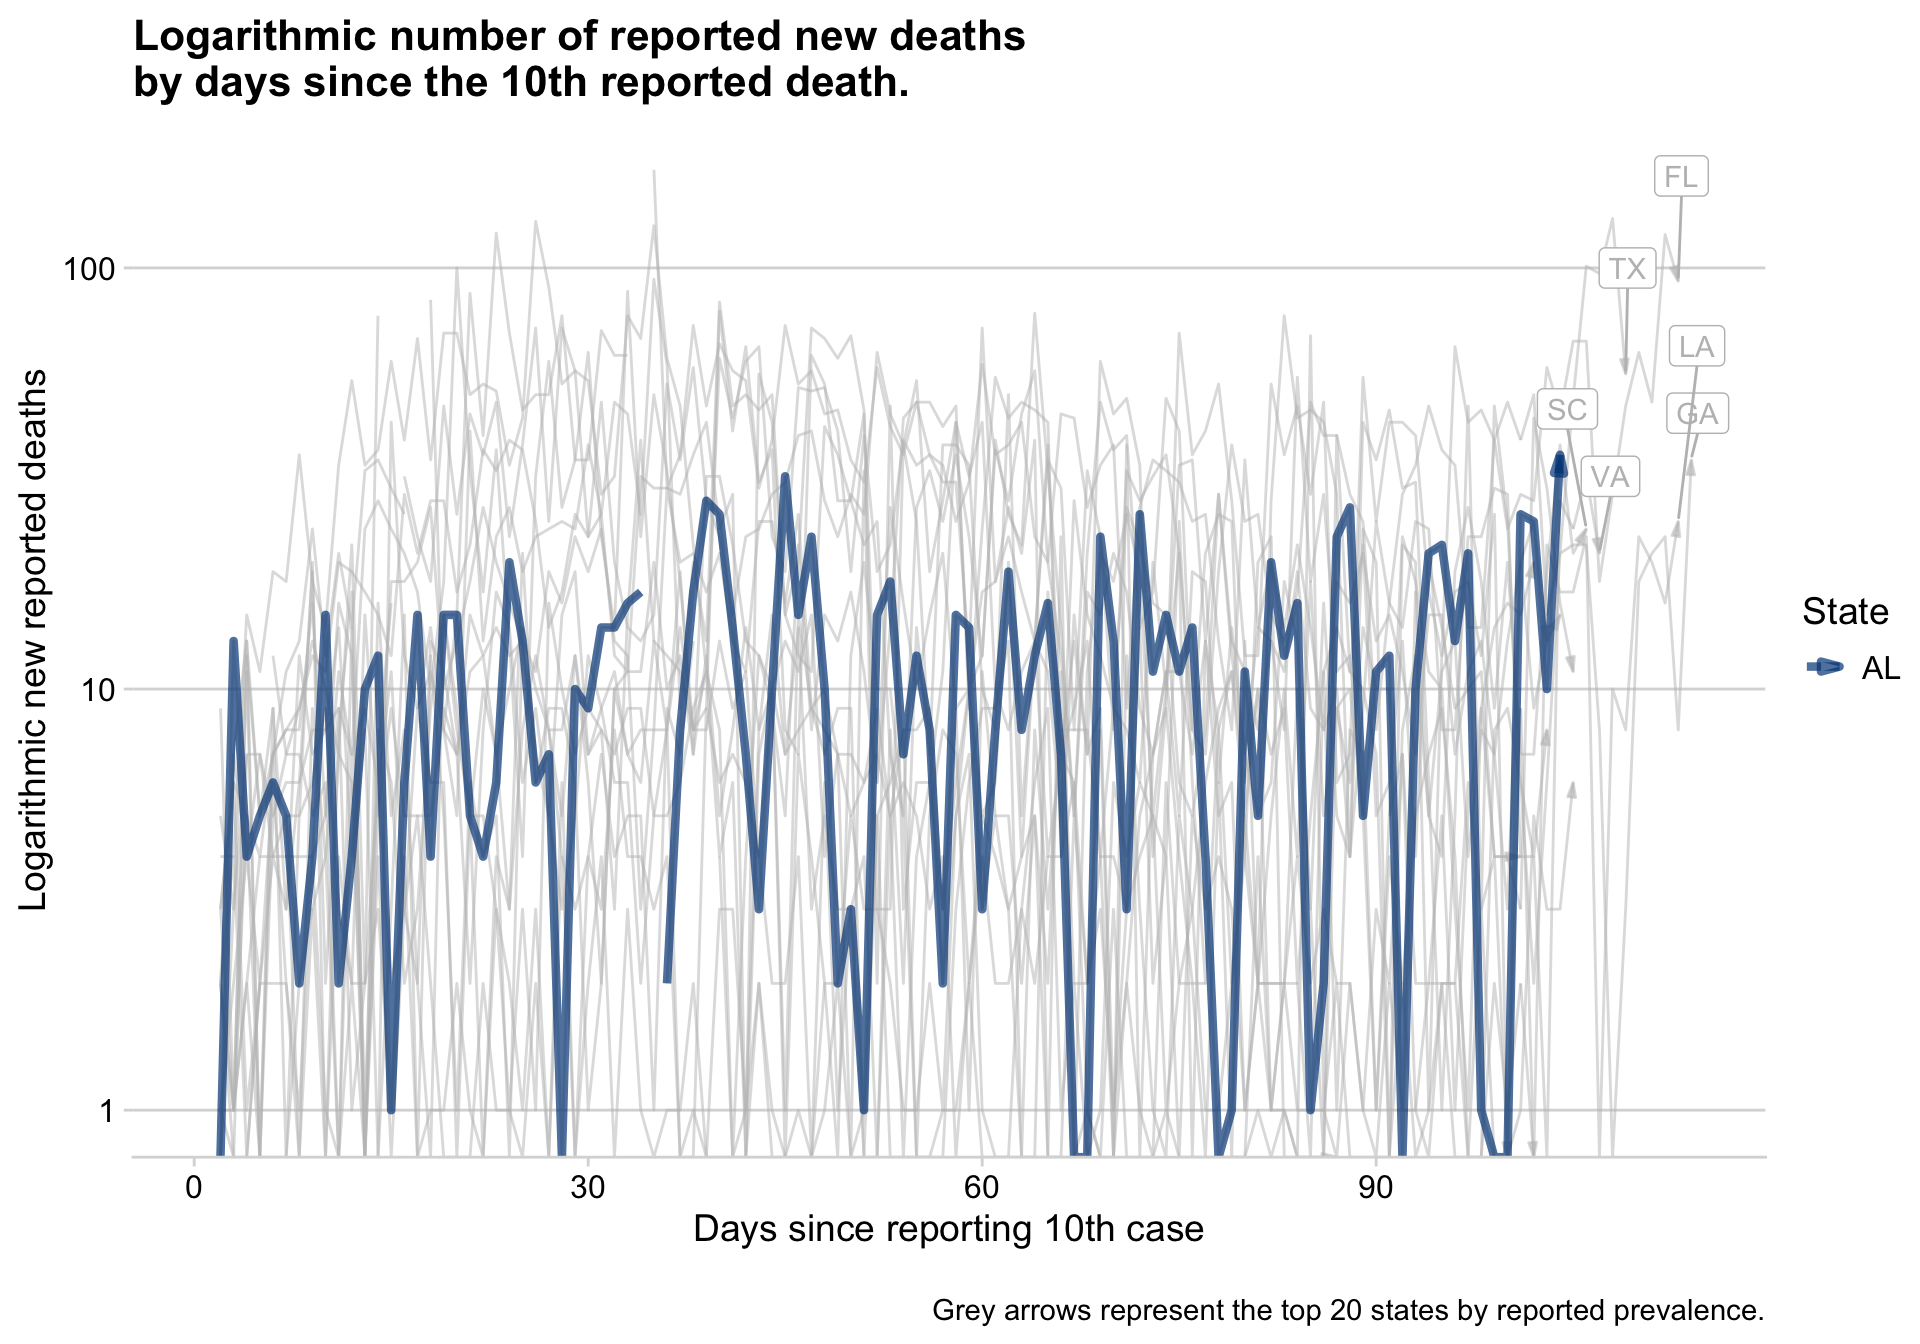 Logarithmic number of reported new deaths
by days since the 10th reported death.
FL
100
TX
LA
SC
GA
VA
Logarithmic new reported deaths
State
AL
10
1
0
30
60
90
Days since reporting 10th case
Grey arrows represent the top 20 states by reported prevalence.